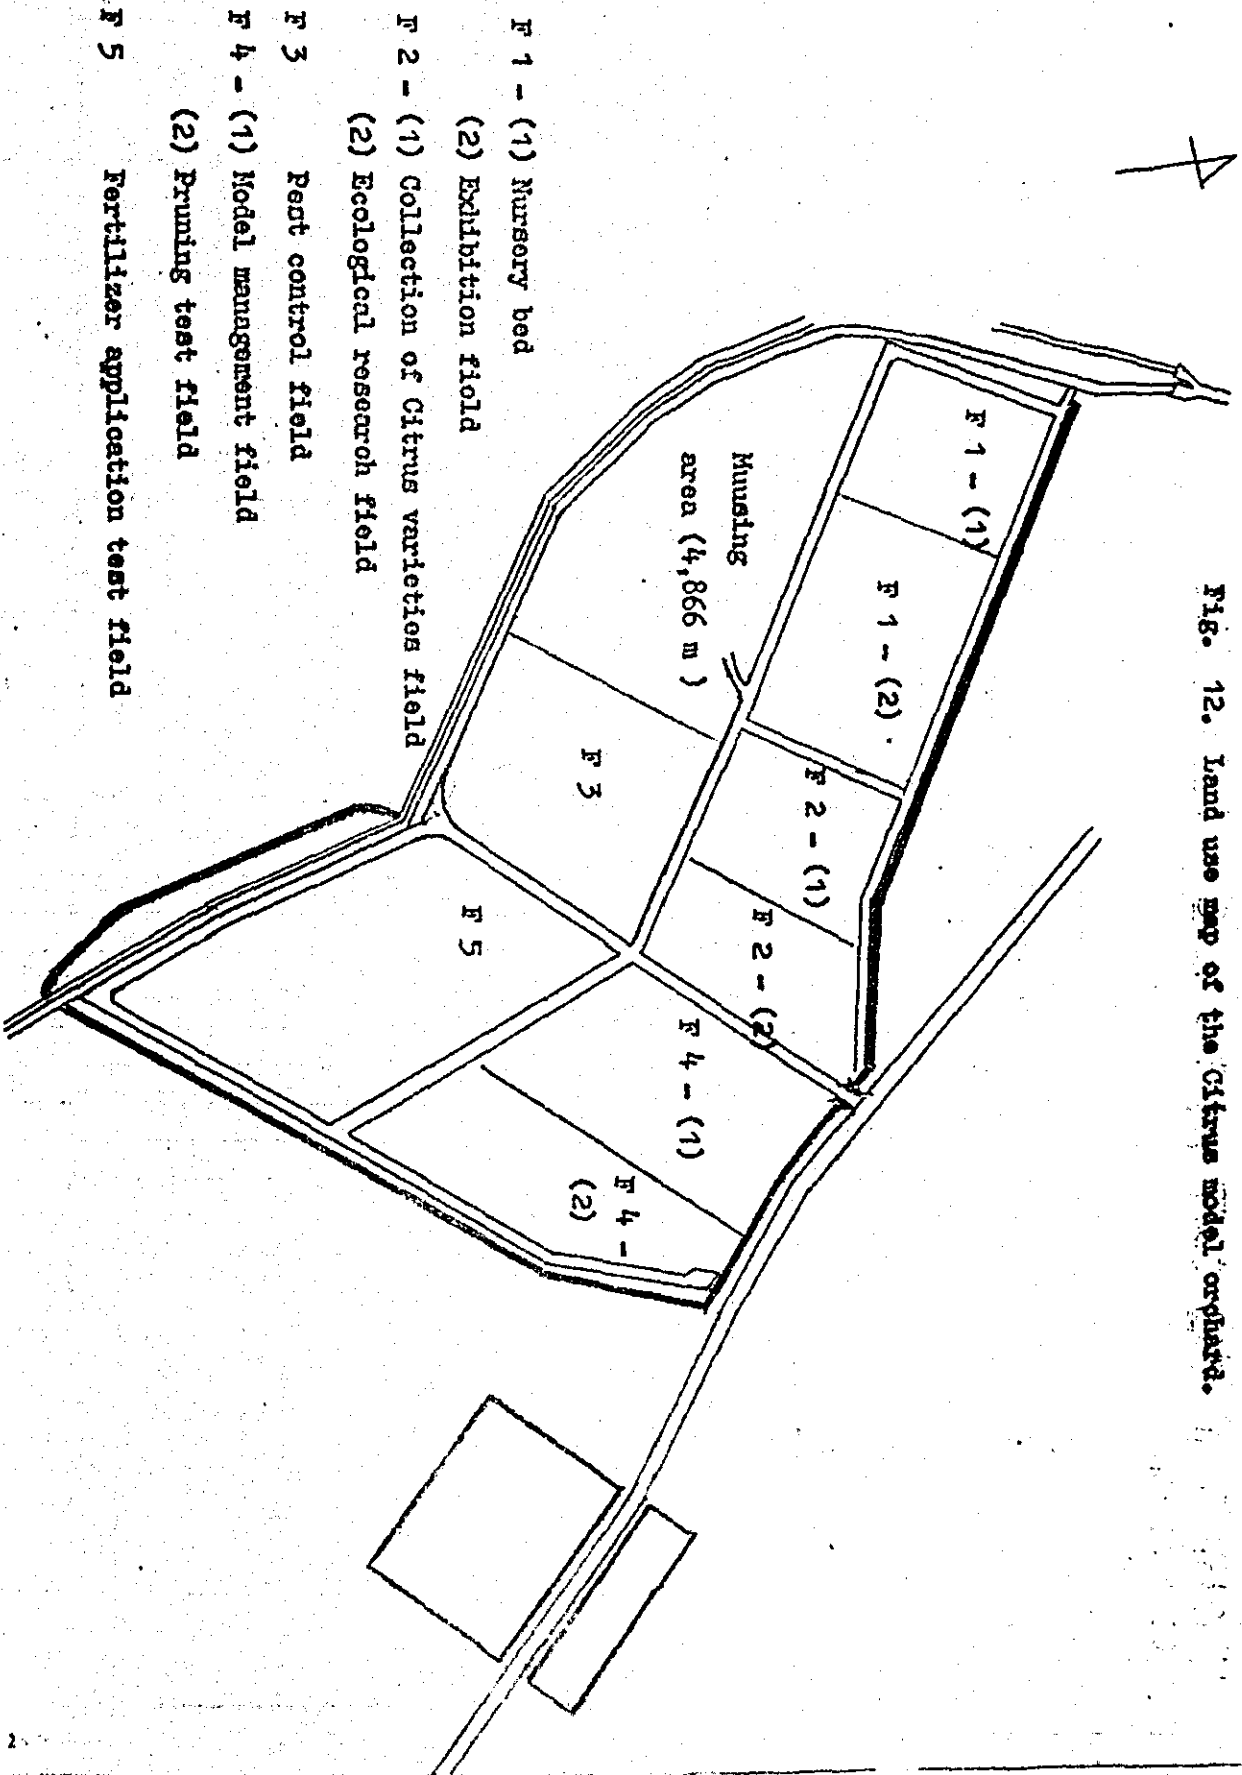 Fig. 12. Land use map of the Citrus model orchard.
F 1 - (1)
F 1 - (2)
Muusing
area (4,866 m )
F 2 - (1)
F 2 - (2)
F 3
F 4 - (1)
F 4 -
(2)
F 5
F 1 - (1) Nursery bed
(2) Exhibition field
F 2 - (1) Collection of Citrus varieties field
(2) Ecological research field
F 3 Pest control field
F 4 - (1) Model management field
(2) Pruning test field
F 5 Fertilizer application test field
2